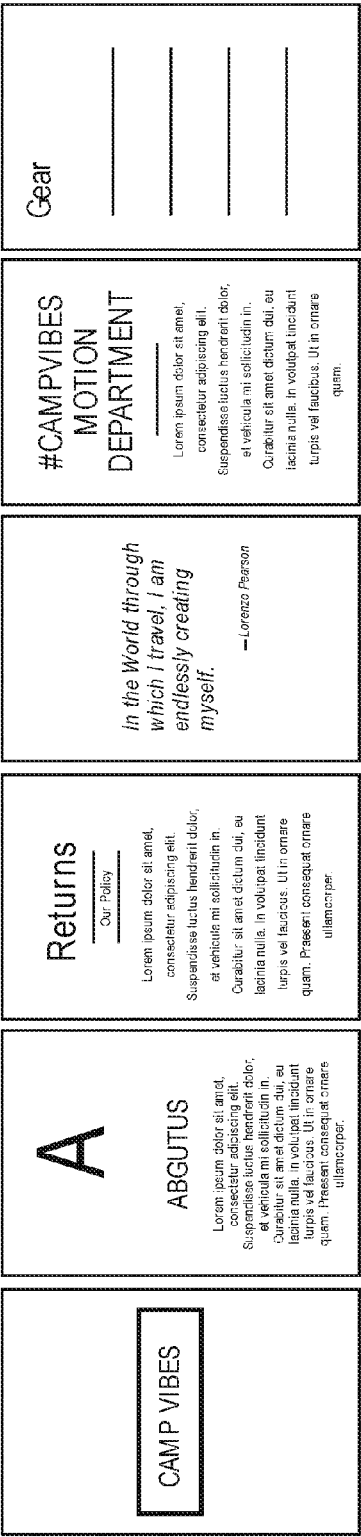 CAMP VIBES
A
ABGUTUS
Lorem ipsum dolor sit amet,
consectetur adipiscing elit.
Suspendisse luctus hendrerit dolor,
et vehicula mi sollicitudin in.
Curabitur sit amet dictum dui, eu
lacinia nulla. In volutpat tincidunt
turpis vel faucibus. Ut in ornare
quam. Praesent consequat ornare
ullamcorper.
Returns
Our Policy
Lorem ipsum dolor sit amet,
consectetur adipiscing elit.
Suspendisse luctus hendrerit dolor,
et vehicula mi sollicitudin in.
Curabitur sit amet dictum dui, eu
lacinia nulla. In volutpat tincidunt
turpis vel faucibus. Ut in ornare
quam. Praesent consequat ornare
ullamcorper.
In the World through
which I travel, I am
endlessly creating
myself.
— Lorenzo Pearson
#CAMPVIBES
MOTION
DEPARTMENT
Lorem ipsum dolor sit amet,
consectetur adipiscing elit.
Suspendisse luctus hendrerit dolor,
et vehicula mi sollicitudin in.
Curabitur sit amet dictum dui, eu
lacinia nulla. In volutpat tincidunt
turpis vel faucibus. Ut in ornare
quam.
Gear